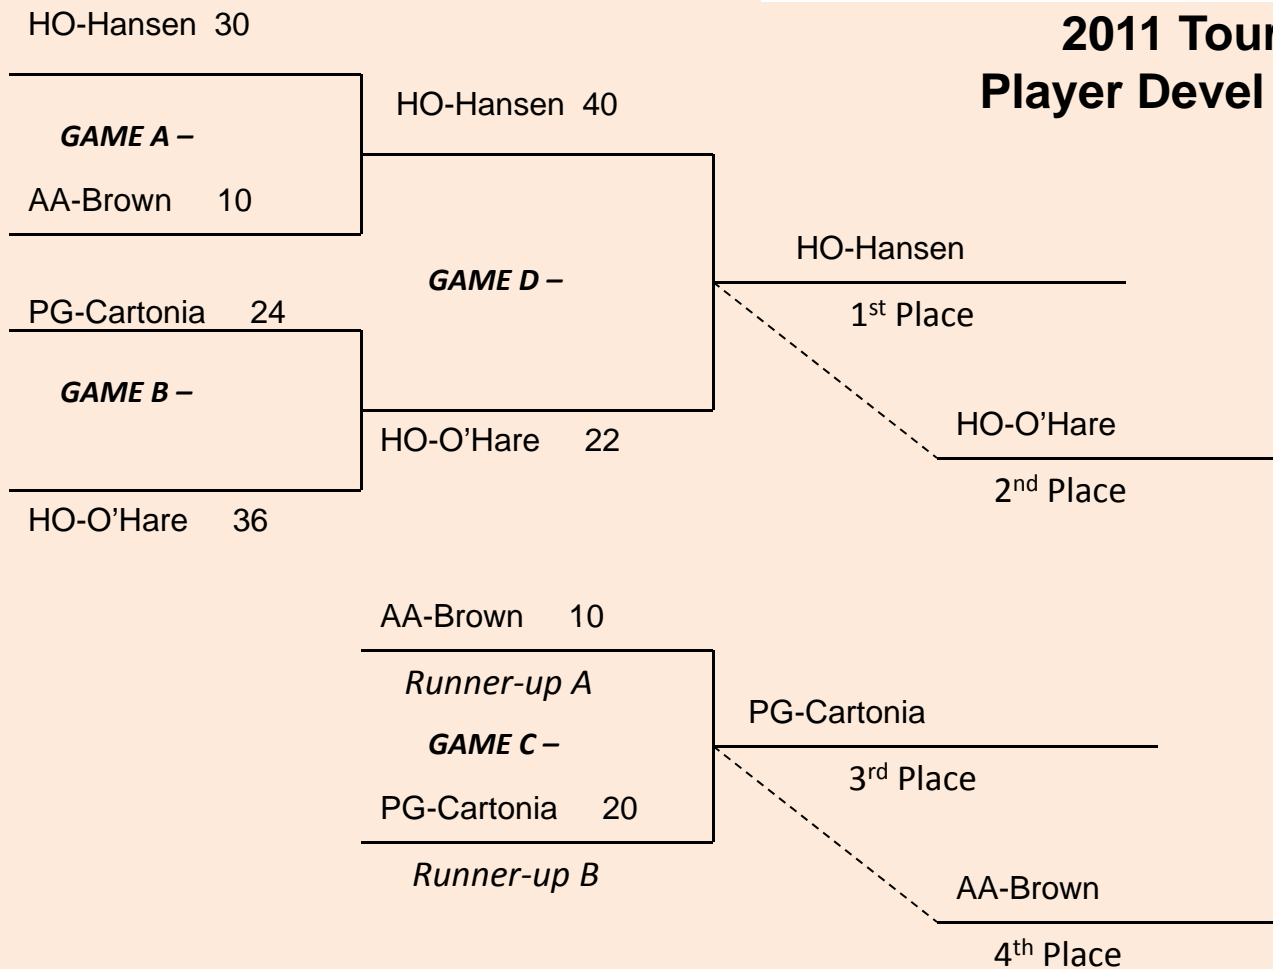 2011 Tour
Player Devel
HO-Hansen 30
GAME A –
AA-Brown 10
PG-Cartonia 24
GAME B –
HO-O’Hare 36
HO-Hansen 40
GAME D –
HO-O’Hare 22
HO-Hansen
1st Place
HO-O’Hare
2nd Place
AA-Brown 10
Runner-up A
GAME C –
PG-Cartonia 20
Runner-up B
PG-Cartonia
3rd Place
AA-Brown
4th Place